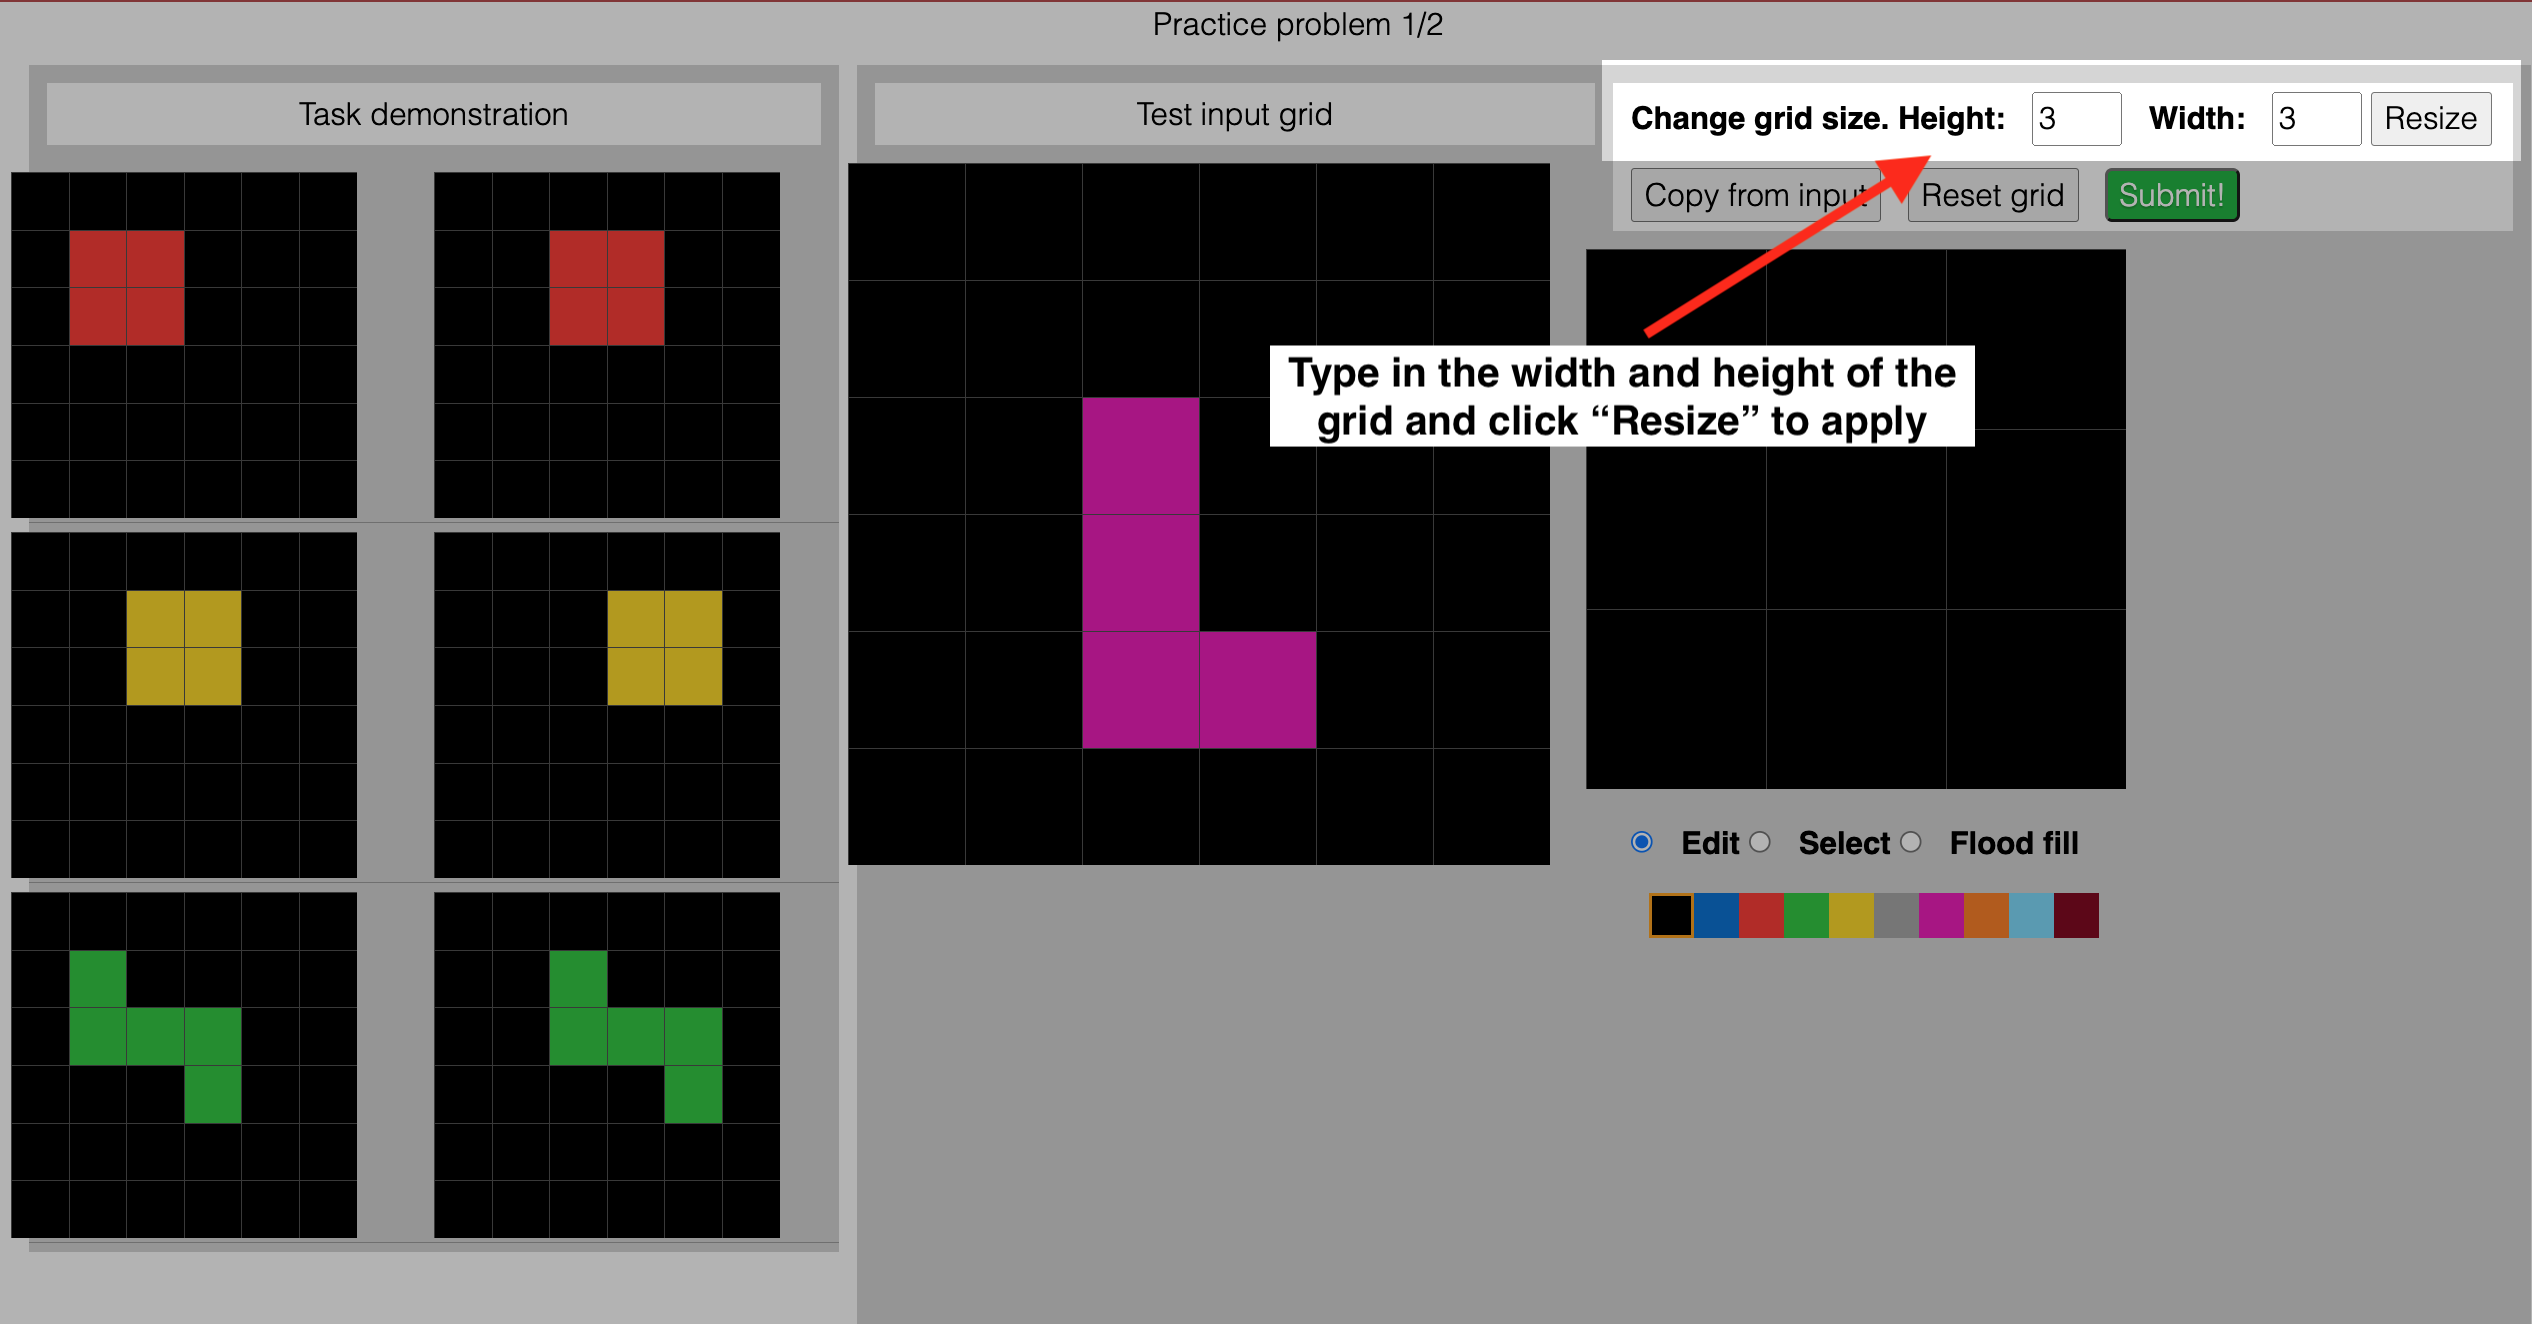 Practice problem 1/2
Task demonstration
Test input grid
Change grid size. Height: 3 Width: 3 Resize
Copy from input Reset grid Submit!
Type in the width and height of the
grid and click “Resize” to apply
Edit Select Flood fill